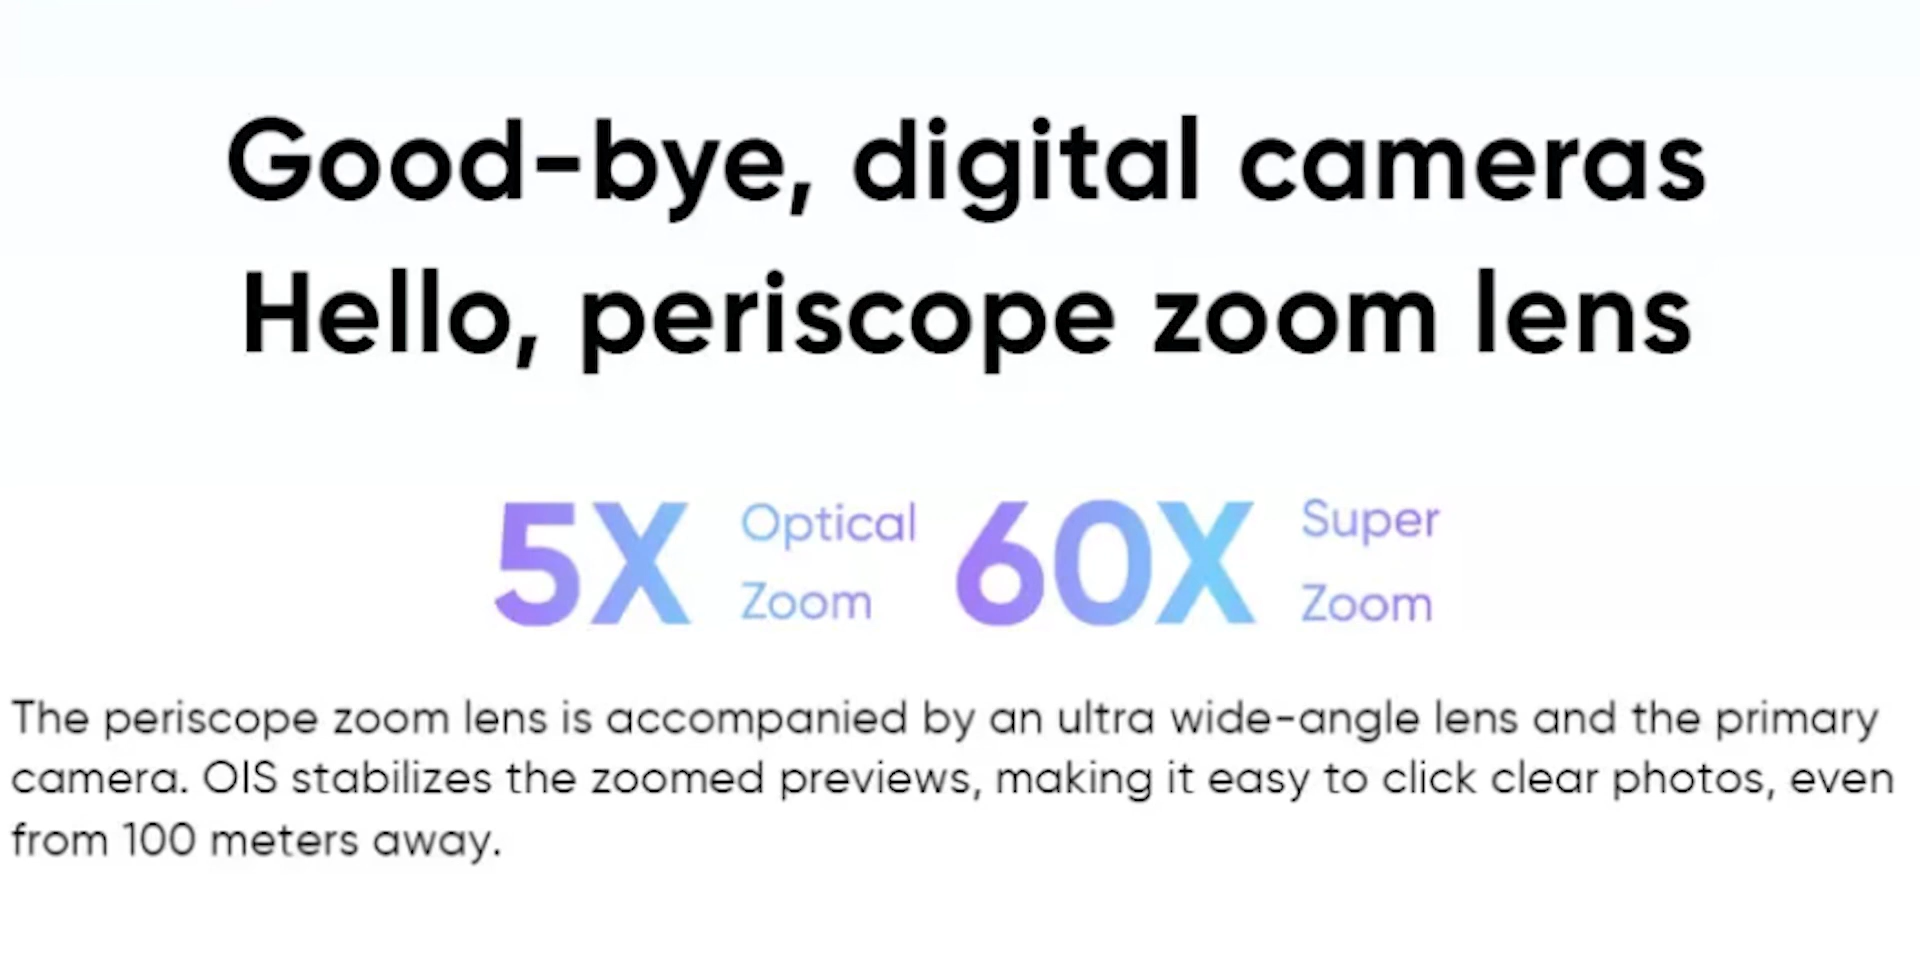 Good-bye, digital cameras
Hello, periscope zoom lens
5X Optical Zoom 60X Super Zoom
The periscope zoom lens is accompanied by an ultra wide-angle lens and the primary
camera. OIS stabilizes the zoomed previews, making it easy to click clear photos, even
from 100 meters away.